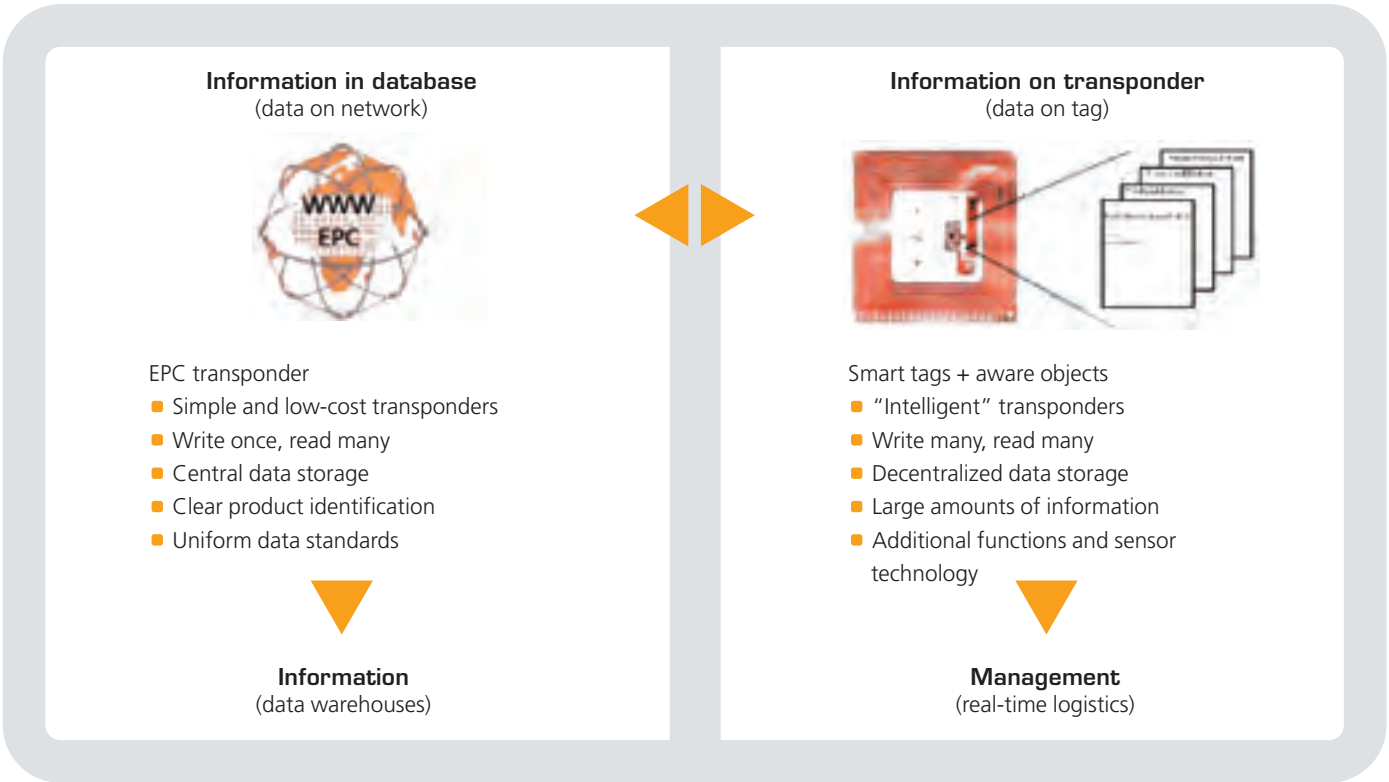 Information in database
(data on network)
WWW
EPC
EPC transponder
Simple and low-cost transponders
Write once, read many
Central data storage
Clear product identification
Uniform data standards
Information
(data warehouses)
Information on transponder
(data on tag)
Smart tags + aware objects
“Intelligent” transponders
Write many, read many
Decentralized data storage
Large amounts of information
Additional functions and sensor
technology
Management
(real-time logistics)